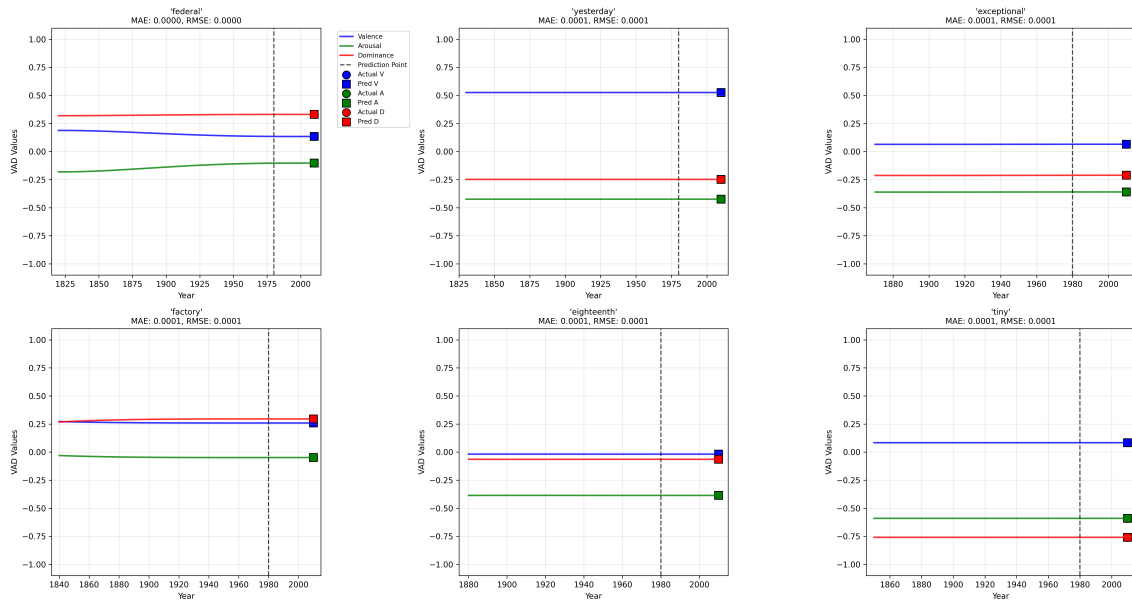 'federal'
MAE: 0.0000, RMSE: 0.0000
1.00
0.75
0.50
0.25
0.00
−0.25
−0.50
−0.75
−1.00
VAD Values
1825
1850
1875
1900
1925
1950
1975
2000
Year
Valence
Arousal
Dominance
Prediction Point
Actual V
Pred V
Actual A
Pred A
Actual D
Pred D
'yesterday'
MAE: 0.0001, RMSE: 0.0001
1.00
0.75
0.50
0.25
0.00
−0.25
−0.50
−0.75
−1.00
VAD Values
1825
1850
1875
1900
1925
1950
1975
2000
Year
'exceptional'
MAE: 0.0001, RMSE: 0.0001
1.00
0.75
0.50
0.25
0.00
−0.25
−0.50
−0.75
−1.00
VAD Values
1880
1900
1920
1940
1960
1980
2000
Year
'factory'
MAE: 0.0001, RMSE: 0.0001
1.00
0.75
0.50
0.25
0.00
−0.25
−0.50
−0.75
−1.00
VAD Values
1840
1860
1880
1900
1920
1940
1960
1980
2000
Year
'eighteenth'
MAE: 0.0001, RMSE: 0.0001
1.00
0.75
0.50
0.25
0.00
−0.25
−0.50
−0.75
−1.00
VAD Values
1880
1900
1920
1940
1960
1980
2000
Year
'tiny'
MAE: 0.0001, RMSE: 0.0001
1.00
0.75
0.50
0.25
0.00
−0.25
−0.50
−0.75
−1.00
VAD Values
1860
1880
1900
1920
1940
1960
1980
2000
Year